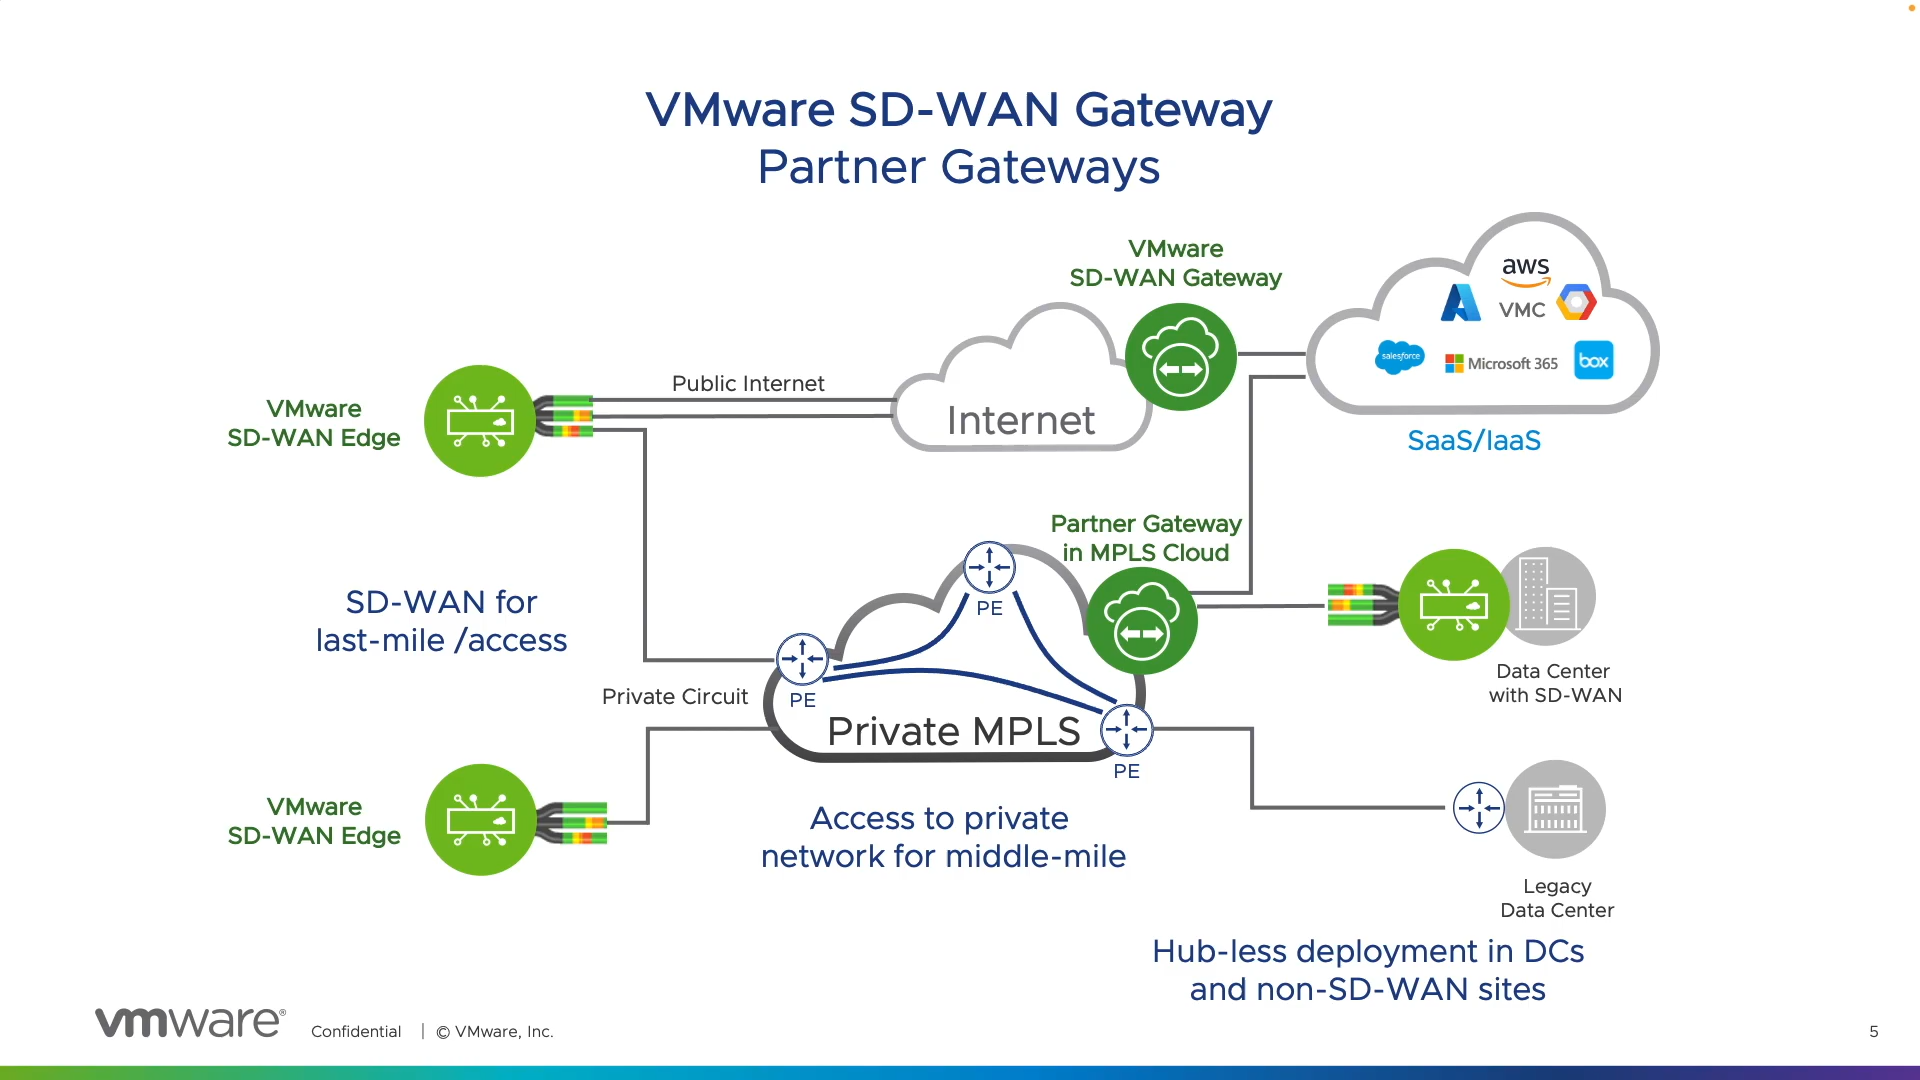 VMware SD-WAN Gateway
Partner Gateways
VMware
SD-WAN Gateway
aws
VMC
salesforce
Microsoft 365
box
SaaS/IaaS
Public Internet
Internet
VMware
SD-WAN Edge
Partner Gateway
in MPLS Cloud
PE
SD-WAN for
last-mile /access
Private Circuit
PE
Private MPLS
PE
Data Center
with SD-WAN
VMware
SD-WAN Edge
Access to private
network for middle-mile
Legacy
Data Center
Hub-less deployment in DCs
and non-SD-WAN sites
vmware® Confidential | © VMware, Inc.
5